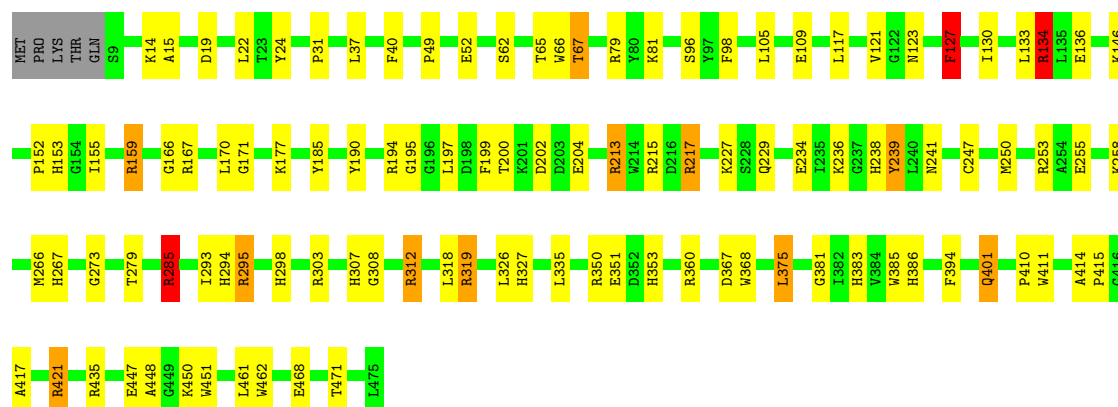 MET PRO LYS THR GLN S9 K14 A15 D19 L22 T23 Y24 P31 L37 F40 P49 E52 S62 T65 W66 T67 R79 Y80 K81 S96 Y97 F98 L105 E109 L117 V121 G122 N123 F127 I130 L133 R134 L135 E136 K146
P152 H153 G154 I155 R159 G166 R167 L170 G171 K177 Y185 Y190 R194 G195 G196 L197 D198 F199 T200 K201 D202 D203 E204 R213 W214 R215 D216 R217 K227 S228 Q229 E234 I235 K236 G237 H238 Y239 L240 N241 C247 M250 R253 A254 E255 K258
M266 H267 G273 T279 R285 I293 H294 R295 H298 R303 H307 G308 R312 L318 R319 L326 H327 L335 R350 E351 D352 H353 R360 D367 W368 L375 G381 I382 H383 V384 W385 H386 F394 Q401 P410 W411 A414 P415 G416
A417 R421 R435 E447 A448 G449 K450 W451 L461 W462 E468 T471 L475